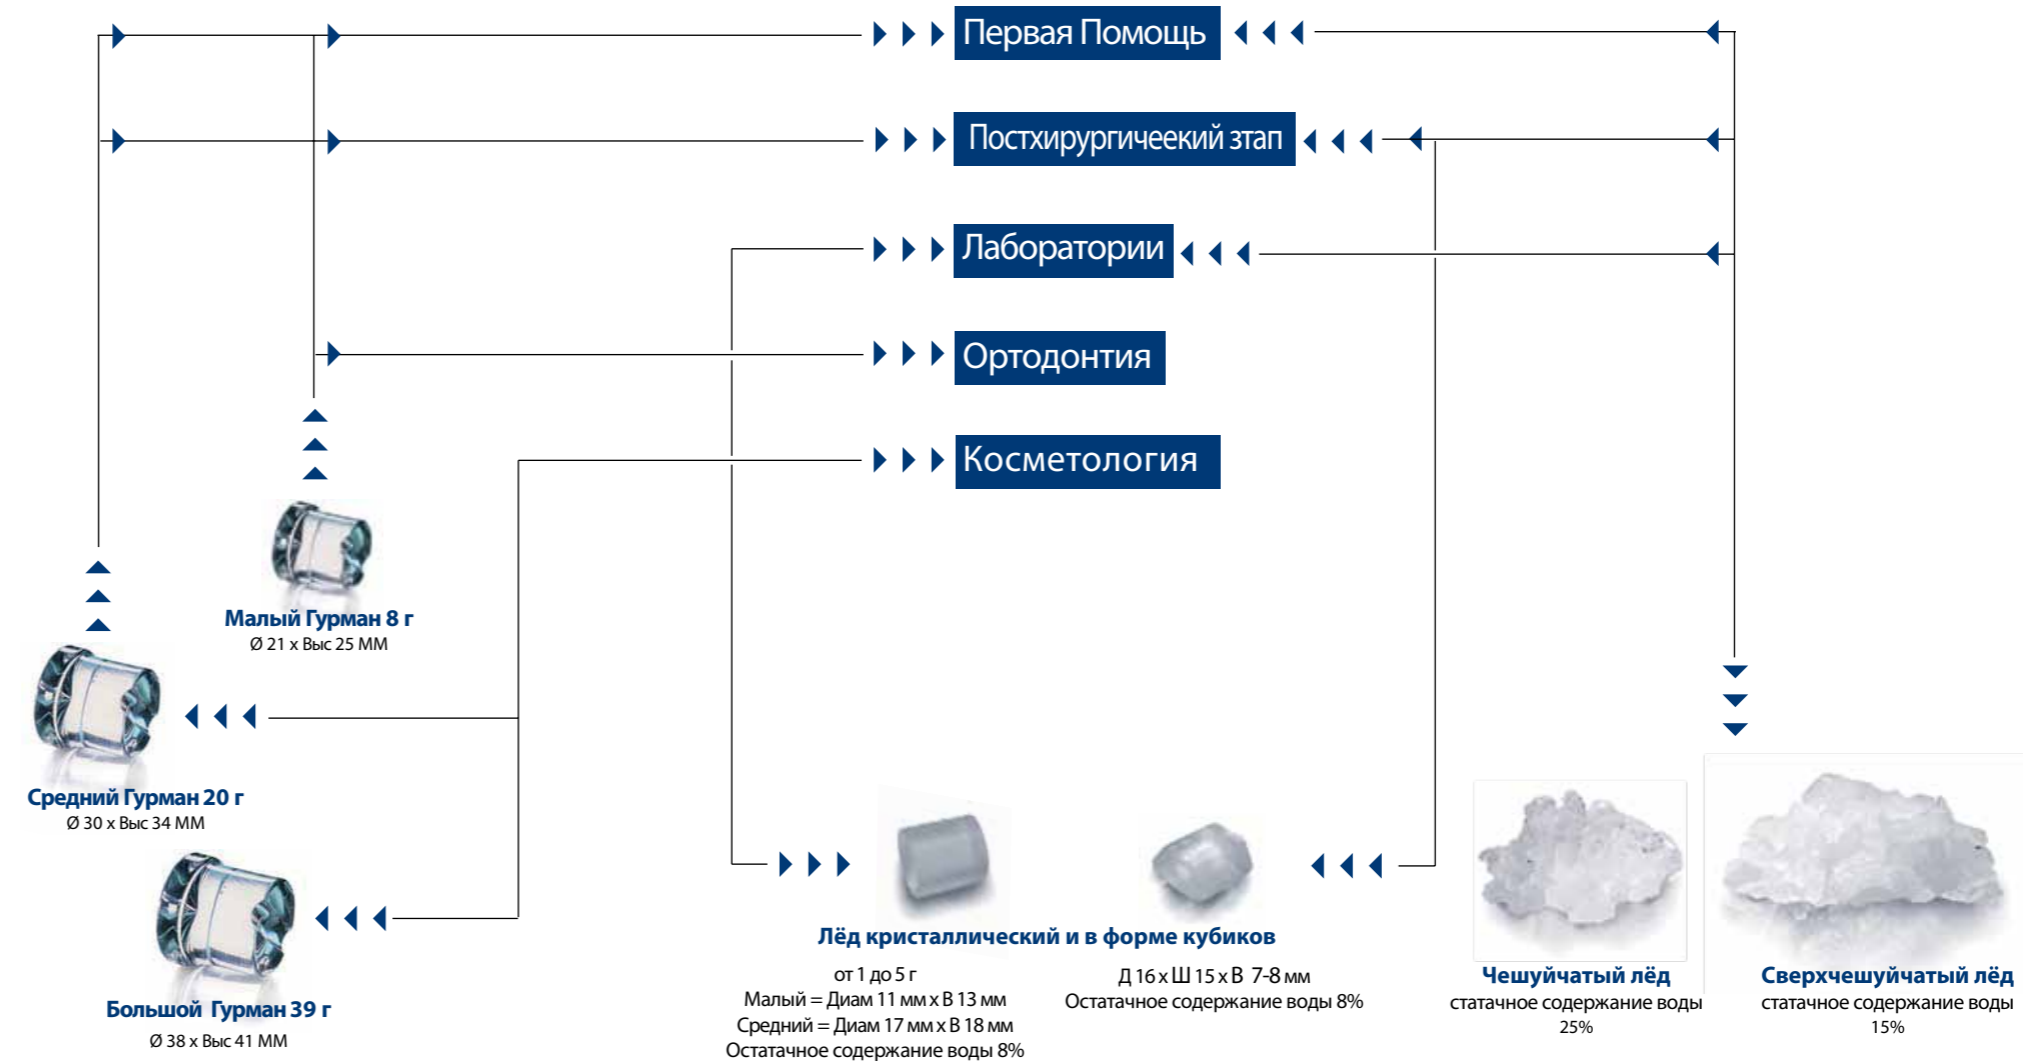 Первая Помощь
Постхирургичеекий зтап
Лаборатории
Ортодонтия
Косметология
Малый Гурман 8 г
Ø 21 x Выс 25 ММ
Средний Гурман 20 г
Ø 30 x Выс 34 ММ
Большой Гурман 39 г
Ø 38 x Выс 41 ММ
Лёд кристаллический и в форме кубиков
от 1 до 5 г
Малый = Диам 11 мм x В 13 мм
Средний = Диам 17 мм x В 18 мм
Остатачное содержание воды 8%
Д 16 x Ш 15 x В 7-8 мм
Остатачное содержание воды 8%
Чешуйчатый лёд
статачное содержание воды
25%
Сверхчешуйчатый лёд
статачное содержание воды
15%